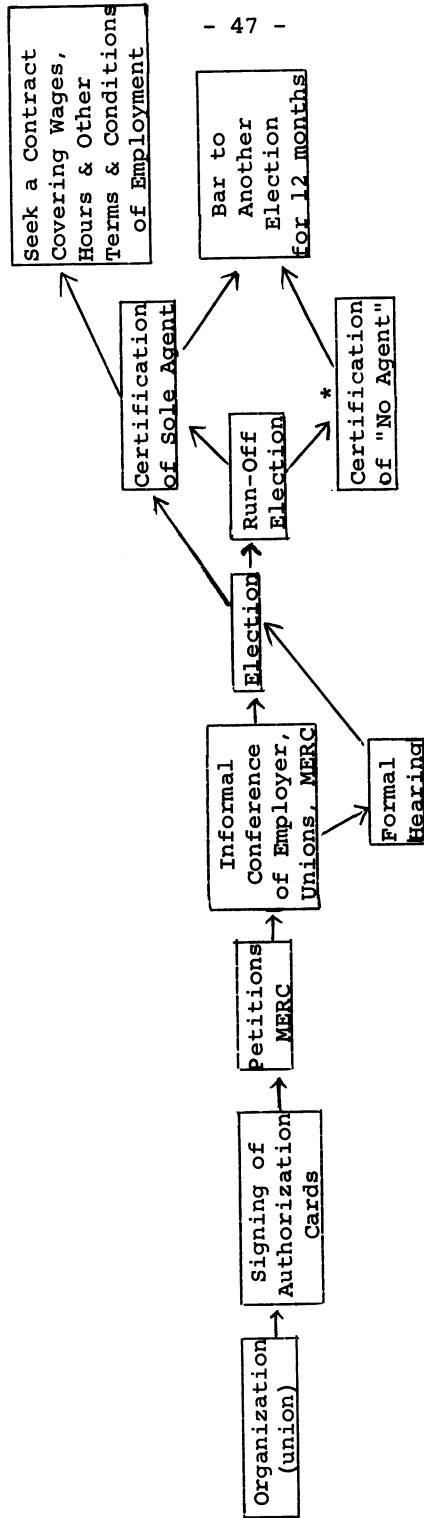 - 47 -
Organization
(union)
Signing of
Authorization
Cards
Petitions
MERC
Informal
Conference
of Employer,
Unions, MERC
Formal
Hearing
Election
Run-Off
Election
Certification
of Sole Agent
*
Certification
of "No Agent"
Seek a Contract
Covering Wages,
Hours & Other
Terms & Conditions
of Employment
Bar to
Another
Election
for 12 months